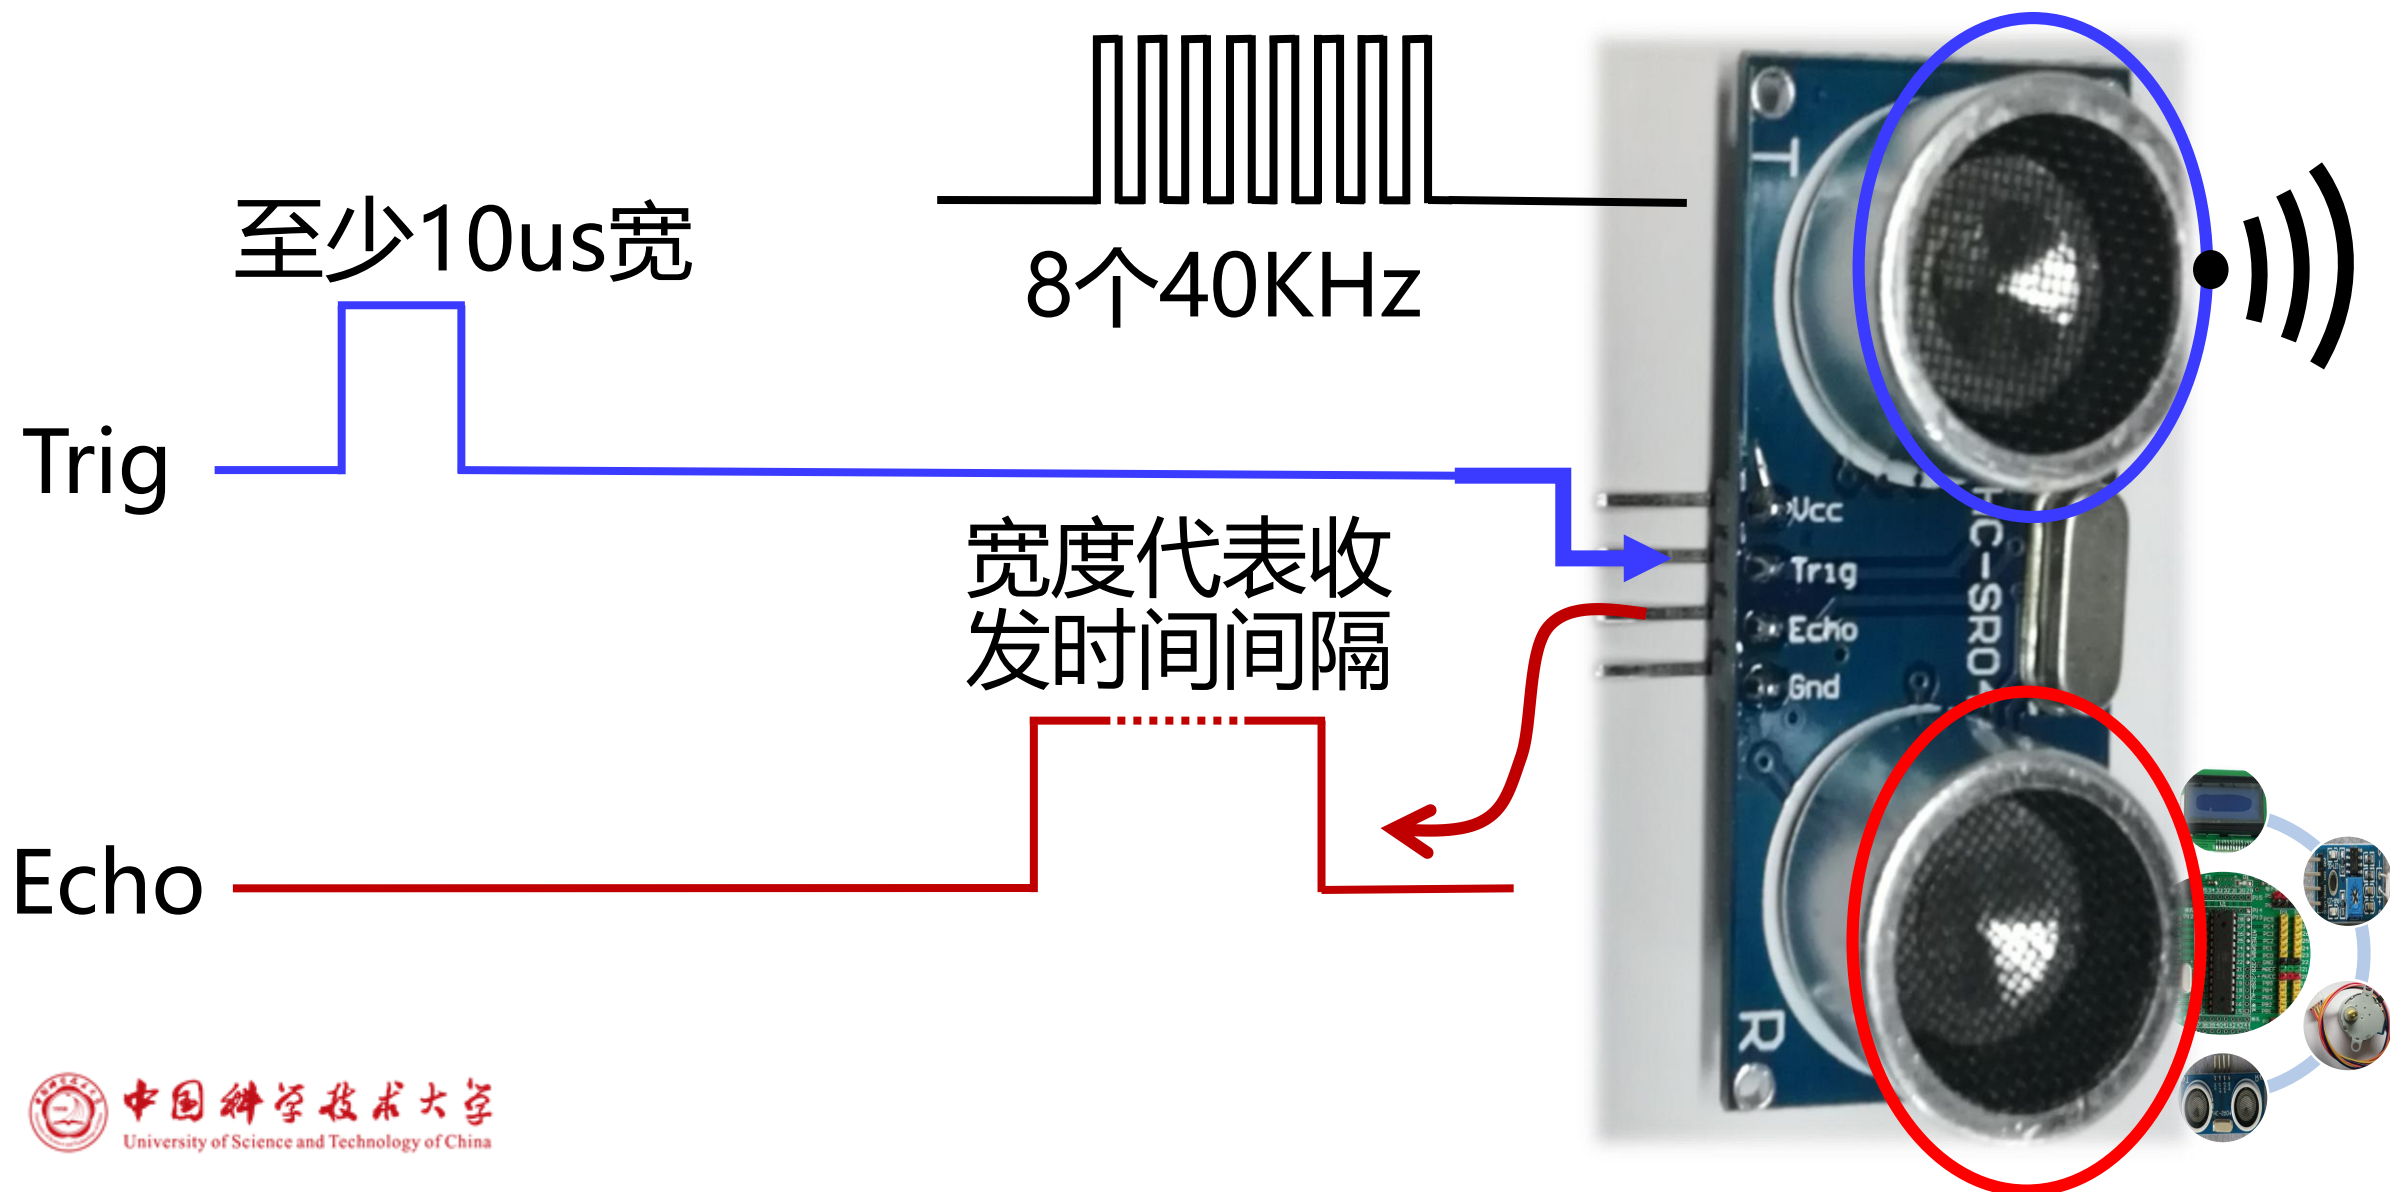 至少10us宽
8个40KHz
Trig
宽度代表收
发时间间隔
Echo
T
Vcc
Trig
Echo
Gnd
HC-SR04
R
中国科学技术大学
University of Science and Technology of China